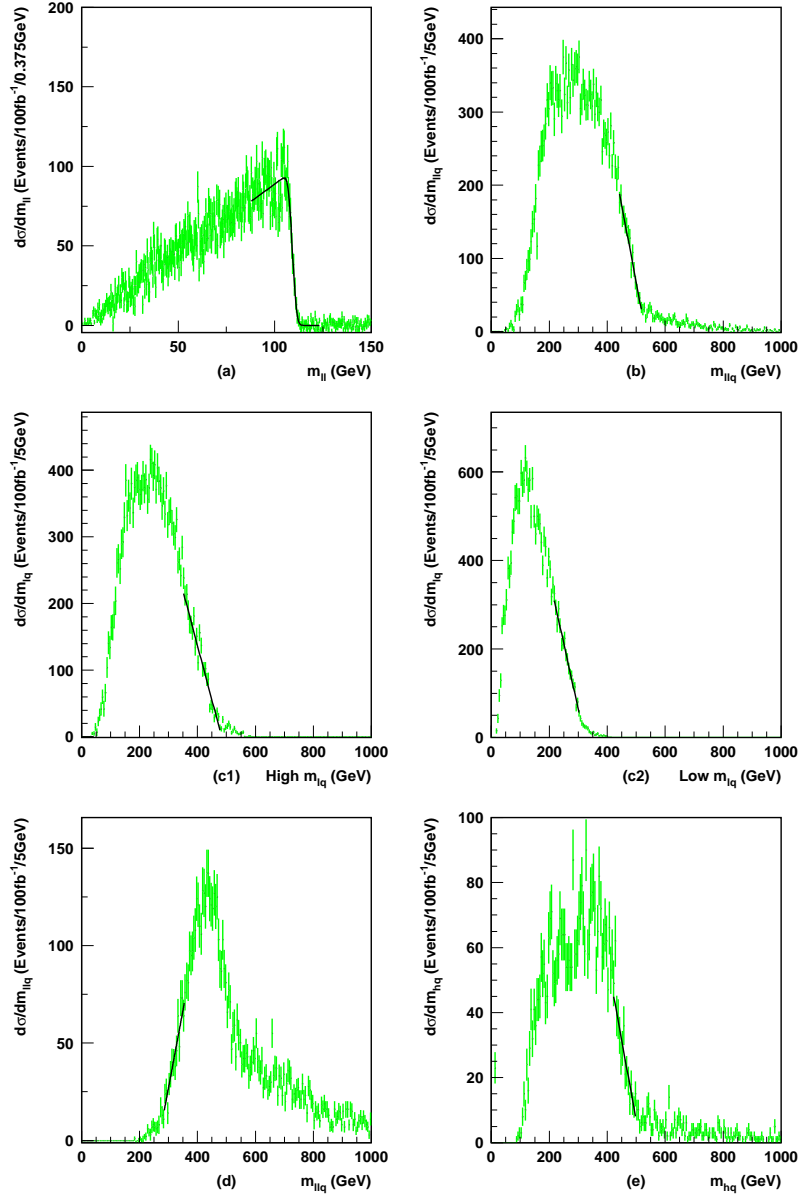 dσ/dm_ll (Events/100fb⁻¹/0.375GeV)
200
150
100
50
0
0 50 100 150
(a) m_ll (GeV)
dσ/dm_llq (Events/100fb⁻¹/5GeV)
400
300
200
100
0
0 200 400 600 800 1000
(b) m_llq (GeV)
dσ/dm_lq (Events/100fb⁻¹/5GeV)
400
300
200
100
0
0 200 400 600 800 1000
(c1) High m_lq (GeV)
dσ/dm_lq (Events/100fb⁻¹/5GeV)
600
400
200
0
0 200 400 600 800 1000
(c2) Low m_lq (GeV)
dσ/dm_llq (Events/100fb⁻¹/5GeV)
150
100
50
0
0 200 400 600 800 1000
(d) m_llq (GeV)
dσ/dm_hq (Events/100fb⁻¹/5GeV)
100
80
60
40
20
0
0 200 400 600 800 1000
(e) m_hq (GeV)